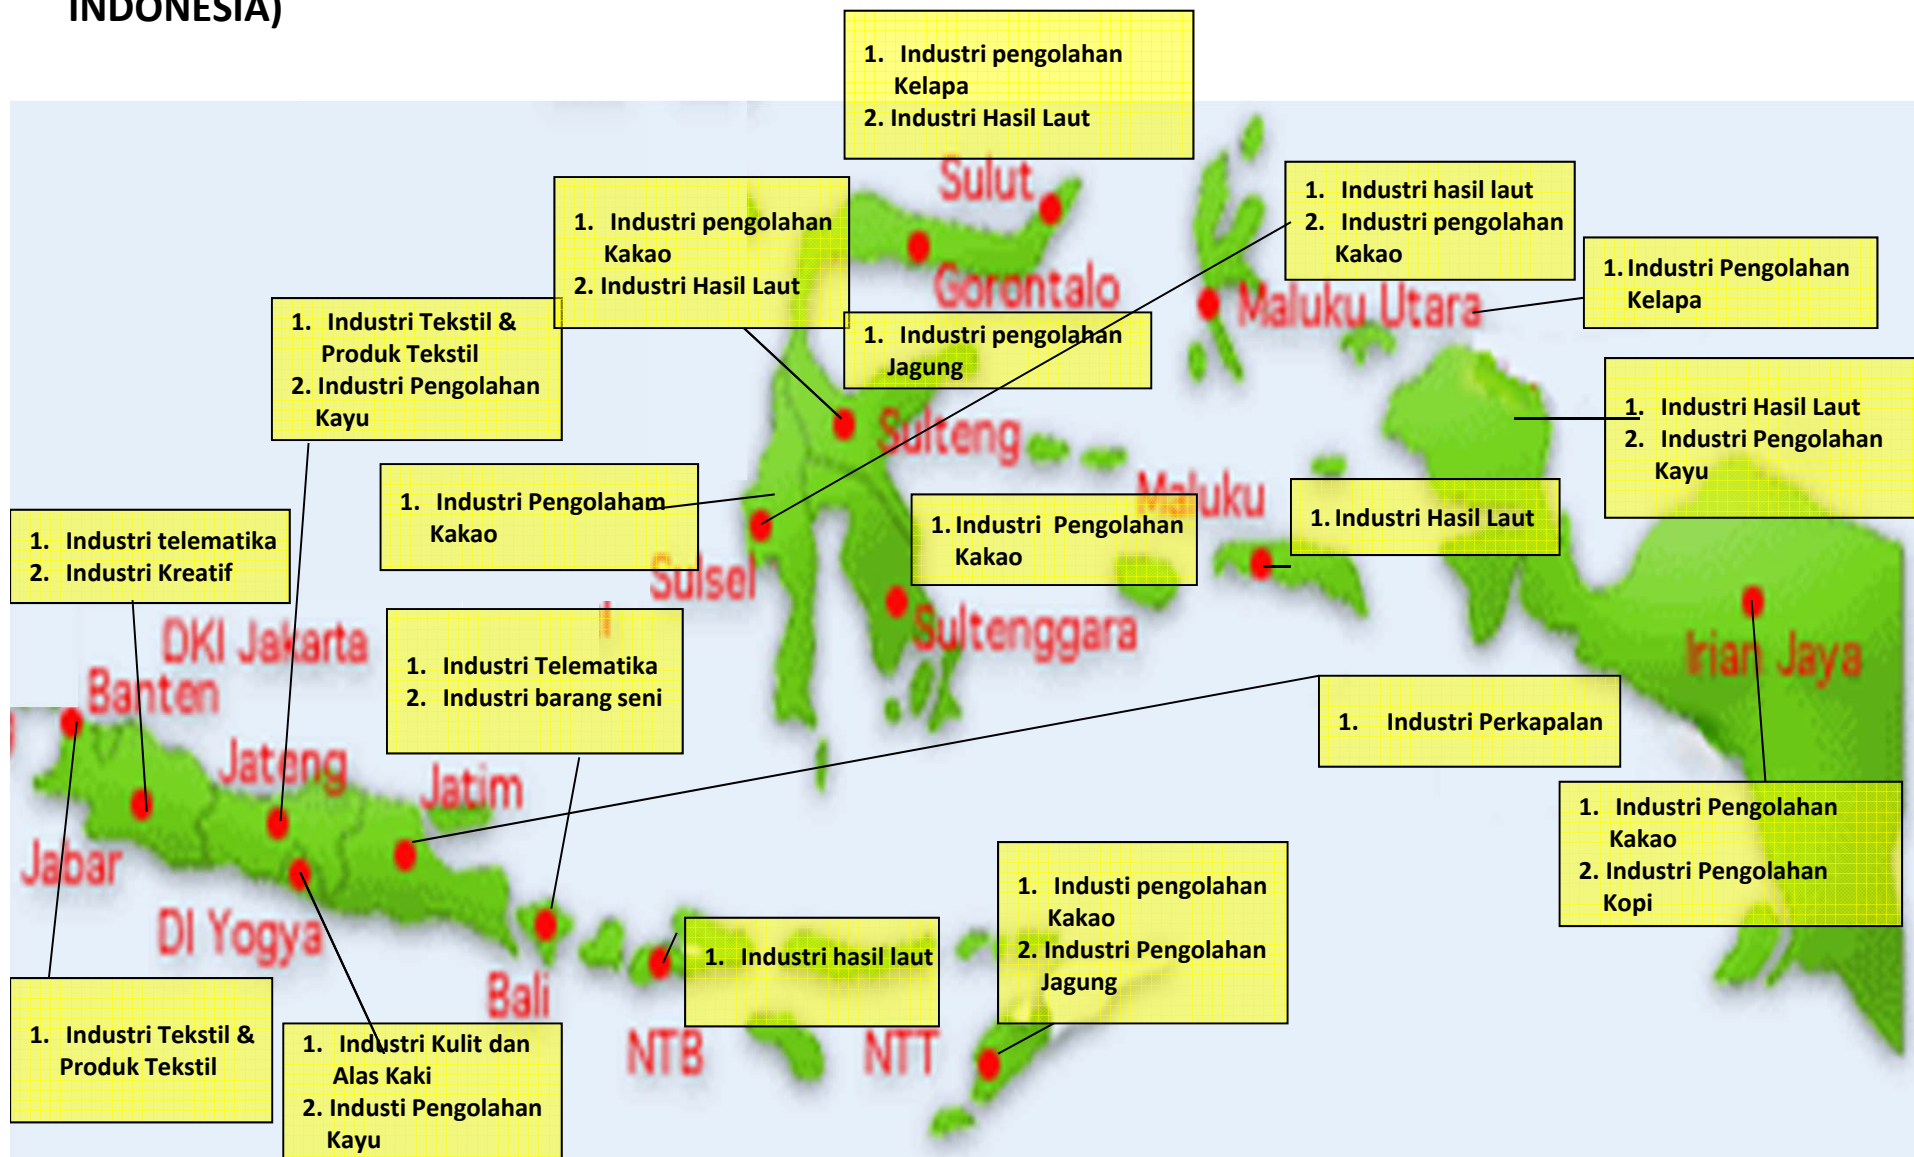 INDONESIA)
1. Industri pengolahan
Kelapa
2. Industri Hasil Laut
Sulut
1. Industri hasil laut
2. Industri pengolahan
Kakao
1. Industri pengolahan
Kakao
2. Industri Hasil Laut
Gorontalo
1. Industri Pengolahan
Kelapa
Maluku Utara
1. Industri Tekstil &
Produk Tekstil
2. Industri Pengolahan
Kayu
1. Industri pengolahan
Jagung
1. Industri Hasil Laut
2. Industri Pengolahan
Kayu
Sulteng
1. Industri Pengolaham
Kakao
Maluku
1. Industri Pengolahan
Kakao
1. Industri Hasil Laut
1. Industri telematika
2. Industri Kreatif
Sulsel
Sultenggara
Irian Jaya
DKI Jakarta
Banten
1. Industri Telematika
2. Industri barang seni
1. Industri Perkapalan
Jateng
Jatim
Jabar
1. Industri Pengolahan
Kakao
2. Industri Pengolahan
Kopi
DI Yogya
Bali
1. Industri hasil laut
1. Industi pengolahan
Kakao
2. Industri Pengolahan
Jagung
NTB
NTT
1. Industri Tekstil &
Produk Tekstil
1. Industri Kulit dan
Alas Kaki
2. Industi Pengolahan
Kayu